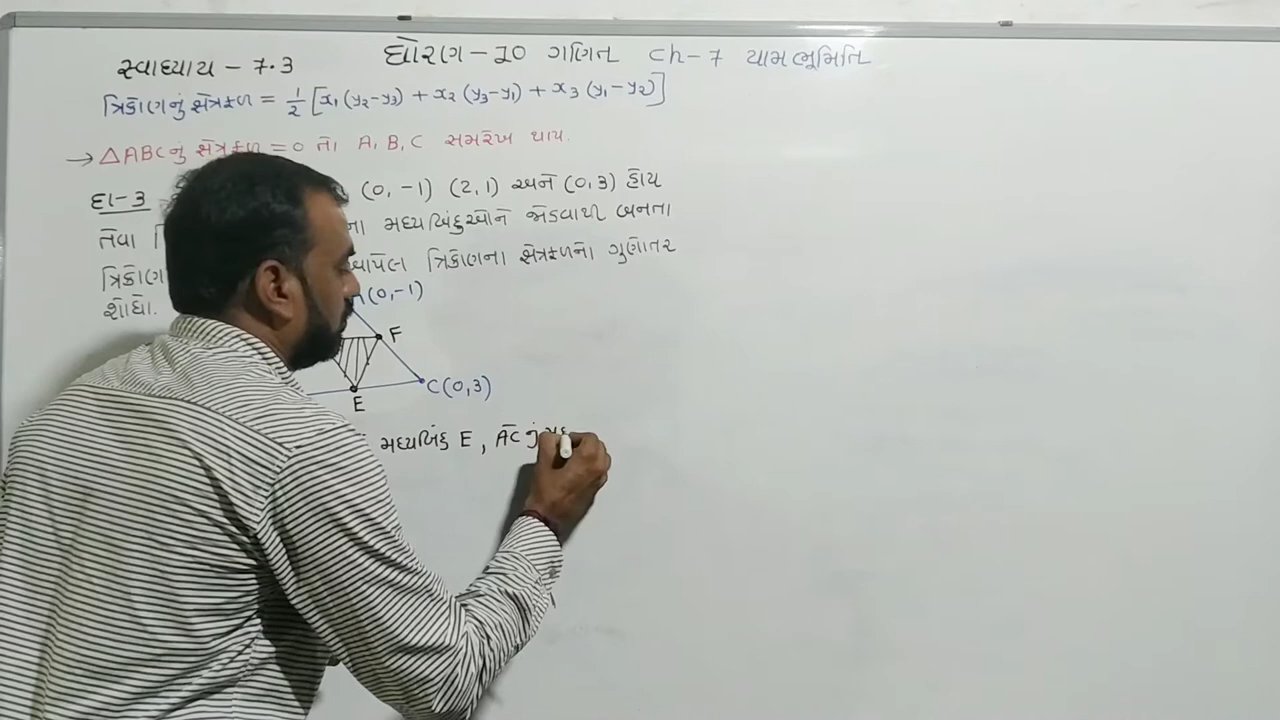 ધોરણ-10 ગણિત Ch-7 યામભૂમિતિ
સ્વાધ્યાય - 7.3
ત્રિકોણનું ક્ષેત્રફળ = 1/2 [x₁(y₂-y₃) + x₂(y₃-y₁) + x₃(y₁-y₂)]
→ △ABCનું ક્ષેત્રફળ = 0 તો A, B, C સમરેખ થાય.
દા-3 (0, -1) (2, 1) અને (0, 3) હોય
તેવા ના મધ્યબિંદુઓને જોડવાથી બનતા
ત્રિકોણ આપેલ ત્રિકોણના ક્ષેત્રફળનો ગુણોતર
શોધો.
(0, -1)
F
C(0,3)
E
મધ્યબિંદુ E, AC નું મધ્ય